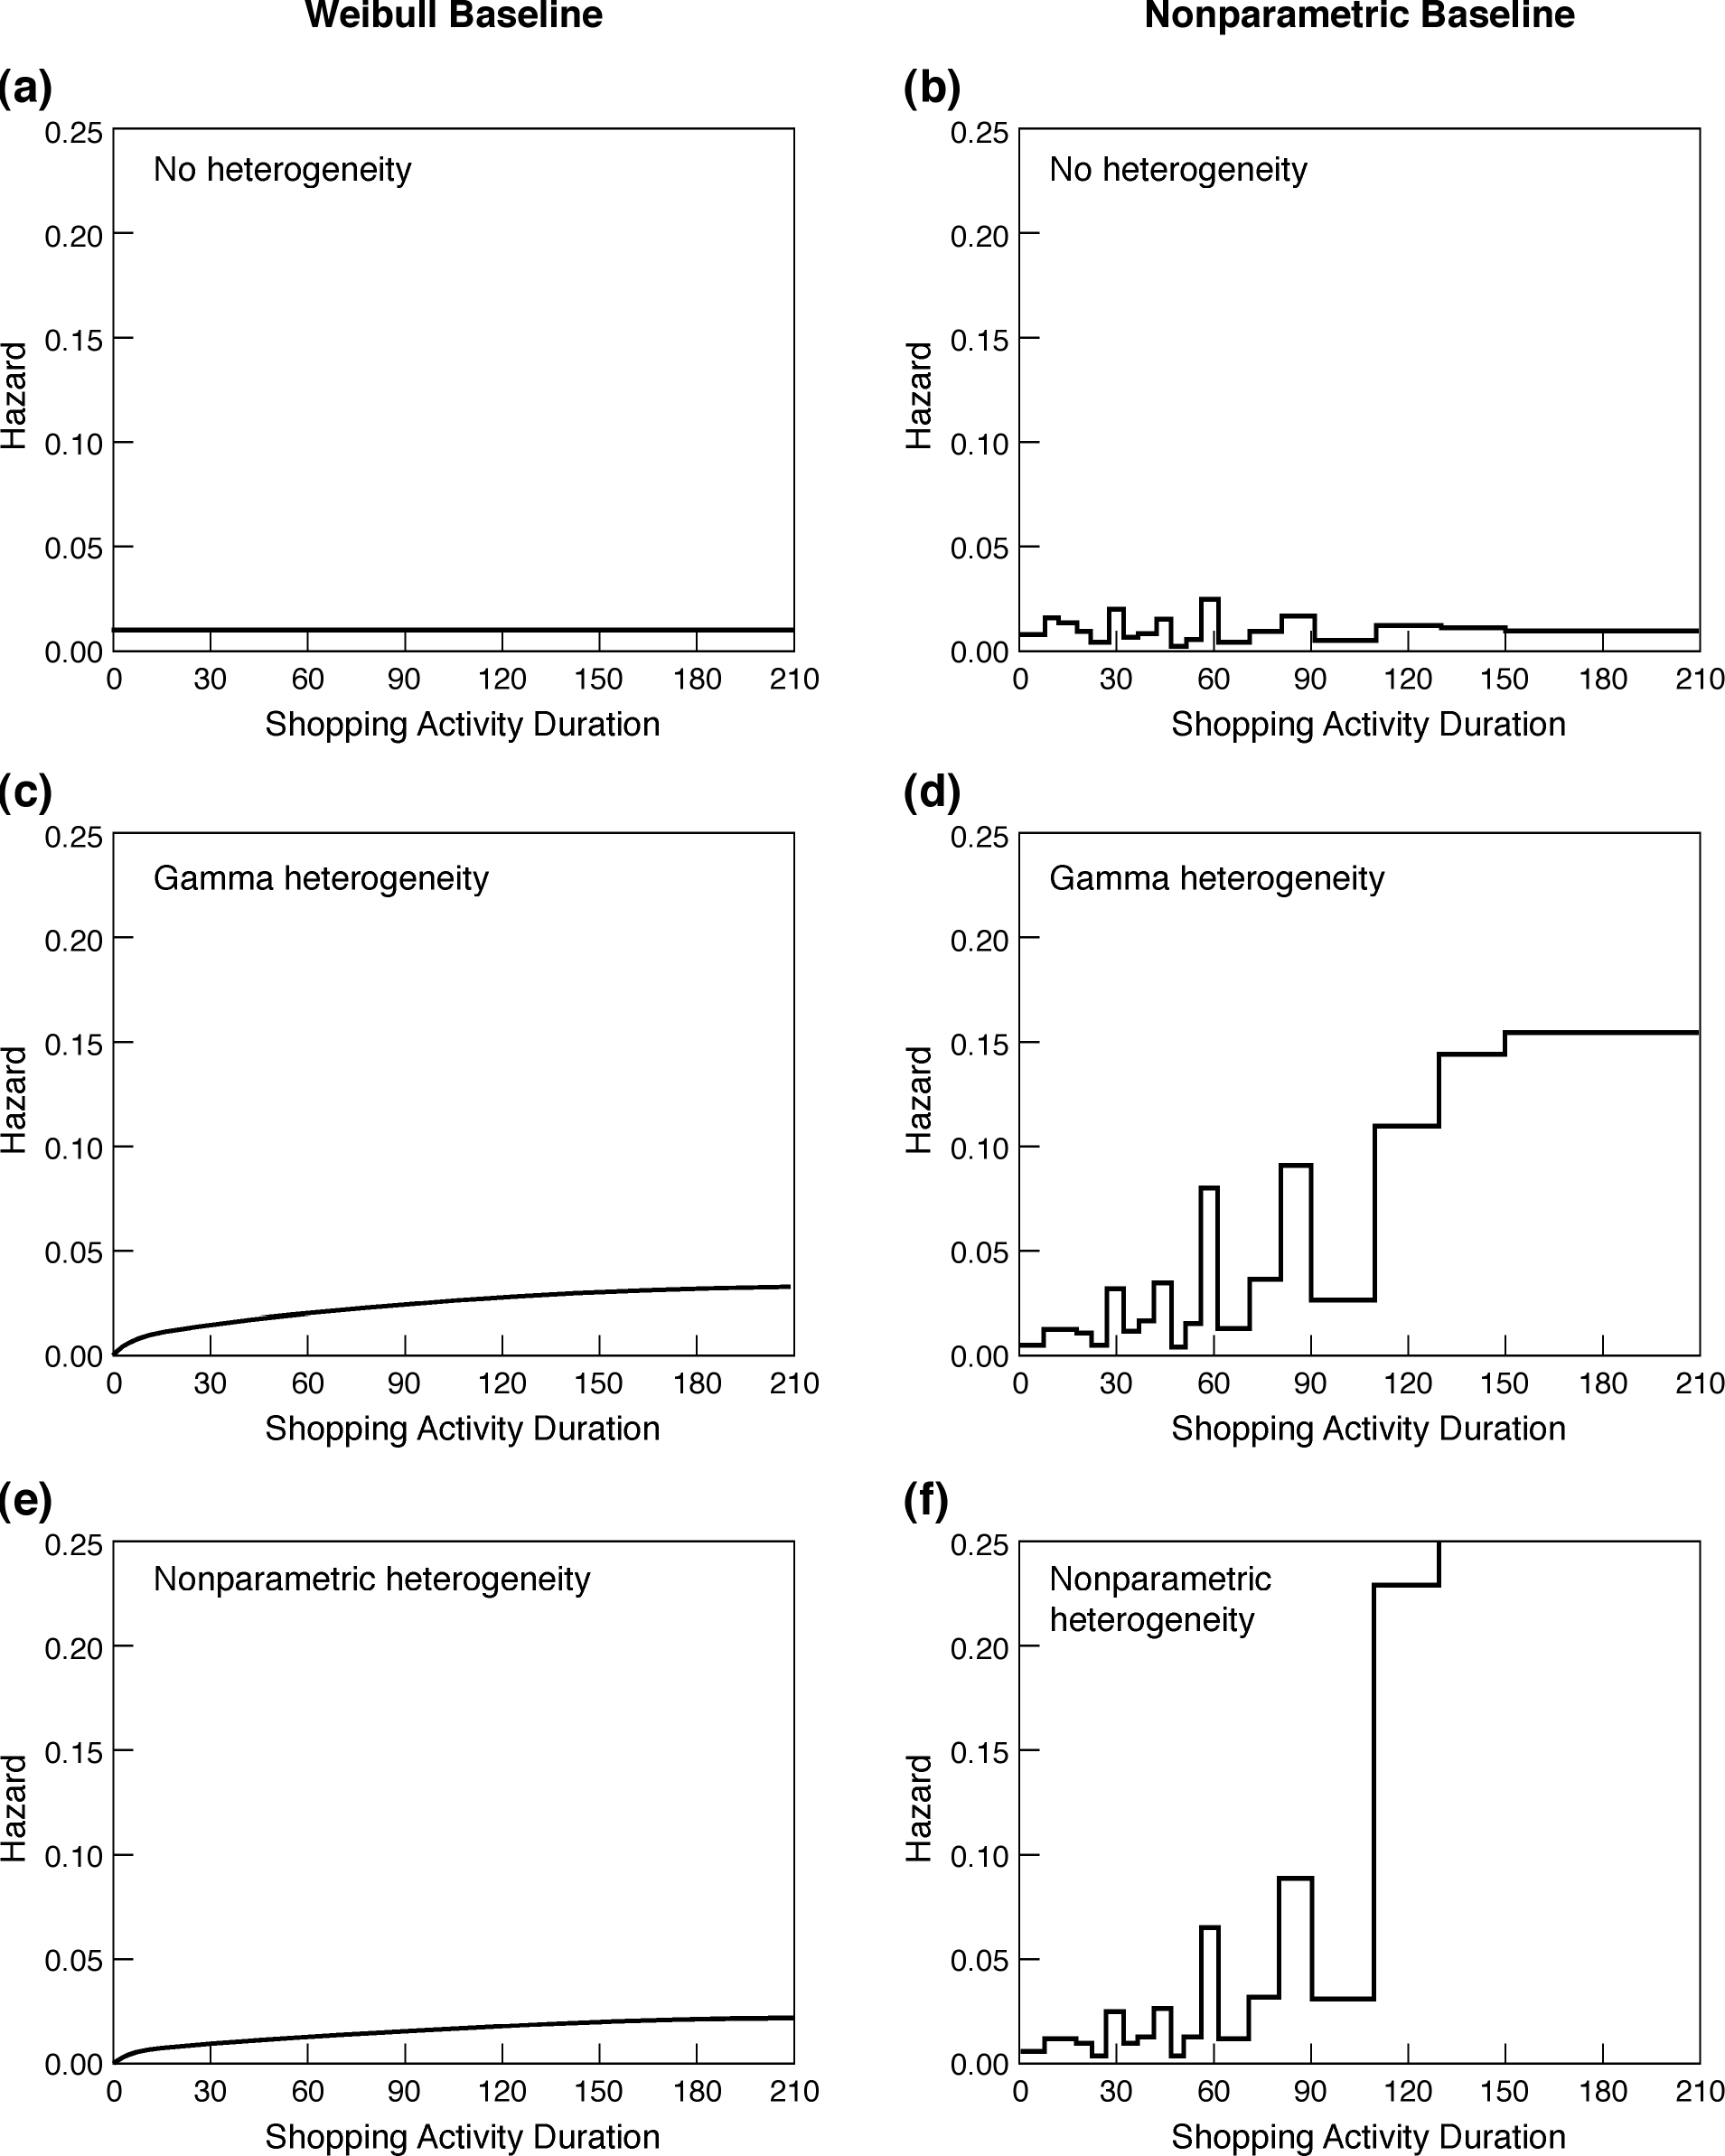 Weibull Baseline
Nonparametric Baseline
(a)
0.25
No heterogeneity
0.20
0.15
Hazard
0.10
0.05
0.00
0 30 60 90 120 150 180 210
Shopping Activity Duration
(b)
0.25
No heterogeneity
0.20
0.15
Hazard
0.10
0.05
0.00
0 30 60 90 120 150 180 210
Shopping Activity Duration
(c)
0.25
Gamma heterogeneity
0.20
0.15
Hazard
0.10
0.05
0.00
0 30 60 90 120 150 180 210
Shopping Activity Duration
(d)
0.25
Gamma heterogeneity
0.20
0.15
Hazard
0.10
0.05
0.00
0 30 60 90 120 150 180 210
Shopping Activity Duration
(e)
0.25
Nonparametric heterogeneity
0.20
0.15
Hazard
0.10
0.05
0.00
0 30 60 90 120 150 180 210
Shopping Activity Duration
(f)
0.25
Nonparametric
heterogeneity
0.20
0.15
Hazard
0.10
0.05
0.00
0 30 60 90 120 150 180 210
Shopping Activity Duration